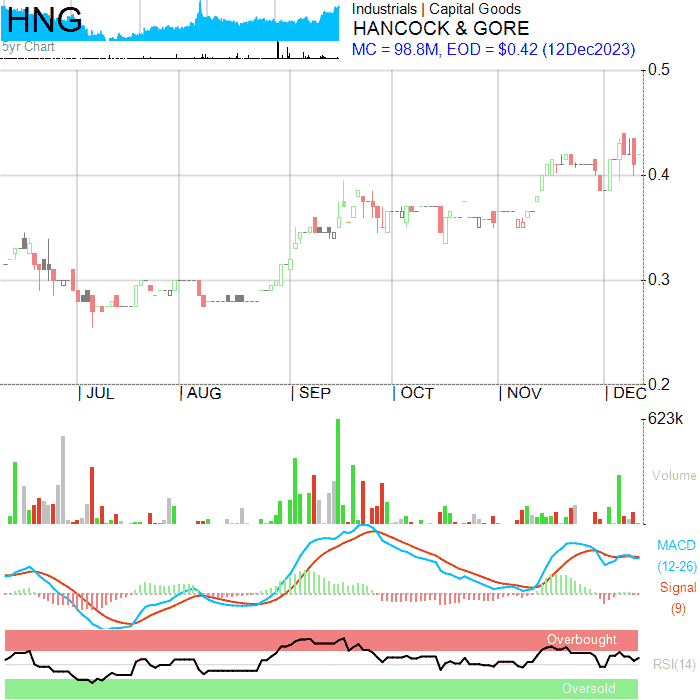 HNG
5yr Chart
Industrials | Capital Goods
HANCOCK & GORE
MC = 98.8M, EOD = $0.42 (12Dec2023)
0.5
0.4
0.3
0.2
| JUL | AUG | SEP | OCT | NOV | DEC
623k
Volume
MACD
(12-26)
Signal
(9)
Overbought
RSI(14)
Oversold